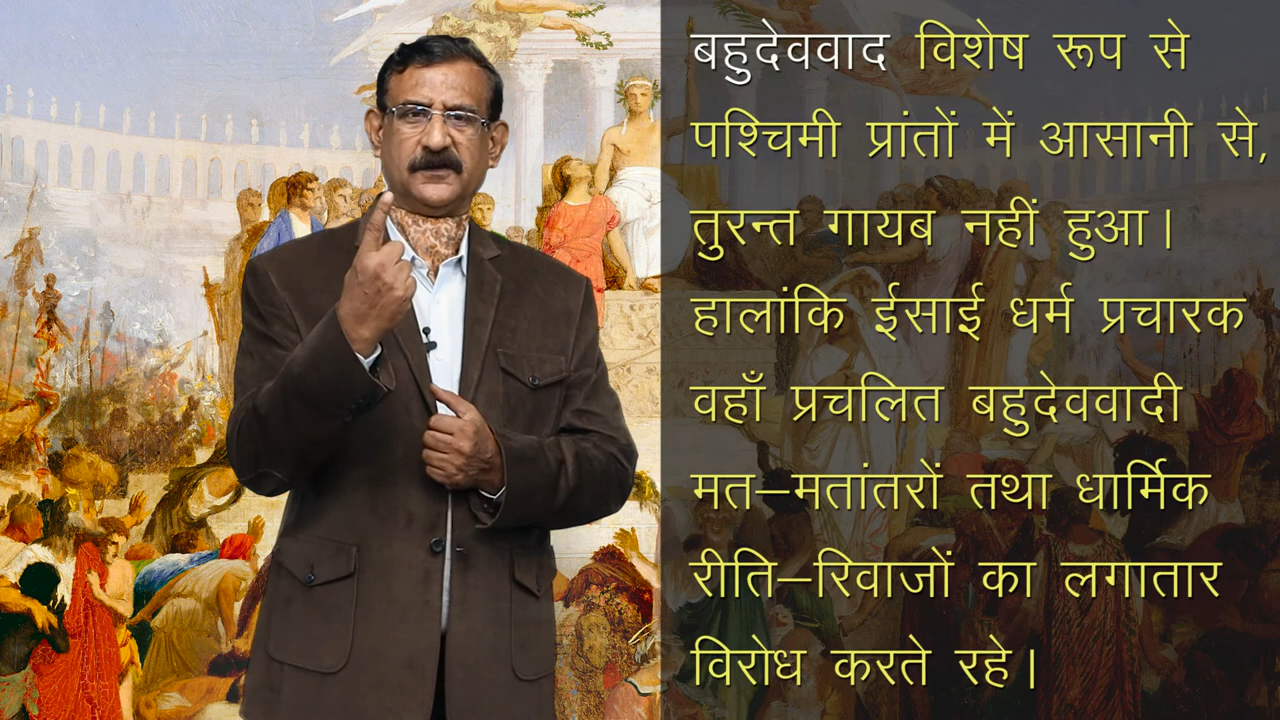 बहुदेववाद विशेष रूप से
पश्चिमी प्रांतों में आसानी से,
तुरन्त गायब नहीं हुआ।
हालांकि ईसाई धर्म प्रचारक
वहाँ प्रचलित बहुदेववादी
मत–मतांतरों तथा धार्मिक
रीति–रिवाजों का लगातार
विरोध करते रहे।